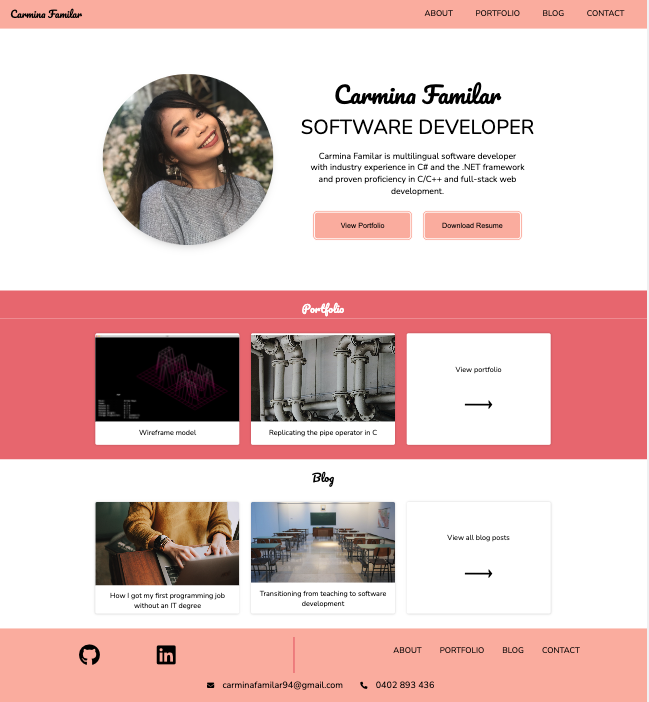 Carmina Familar
ABOUT PORTFOLIO BLOG CONTACT
Carmina Familar
SOFTWARE DEVELOPER
Carmina Familar is multilingual software developer
with industry experience in C# and the .NET framework
and proven proficiency in C/C++ and full-stack web
development.
View Portfolio Download Resume
Portfolio
View portfolio
Wireframe model
Replicating the pipe operator in C
Blog
View all blog posts
How I got my first programming job
without an IT degree
Transitioning from teaching to software
development
in
ABOUT PORTFOLIO BLOG CONTACT
carminafamilar94@gmail.com 0402 893 436